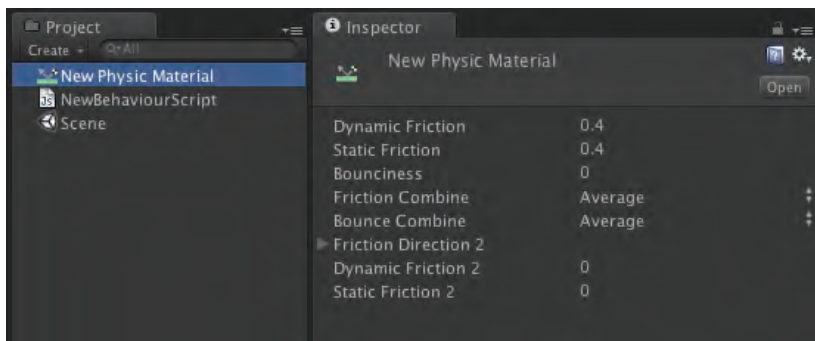 Project
Create
All
New Physic Material
Js NewBehaviourScript
Scene
Inspector
New Physic Material
Open
Dynamic Friction 0.4
Static Friction 0.4
Bounciness 0
Friction Combine Average
Bounce Combine Average
Friction Direction 2
Dynamic Friction 2 0
Static Friction 2 0